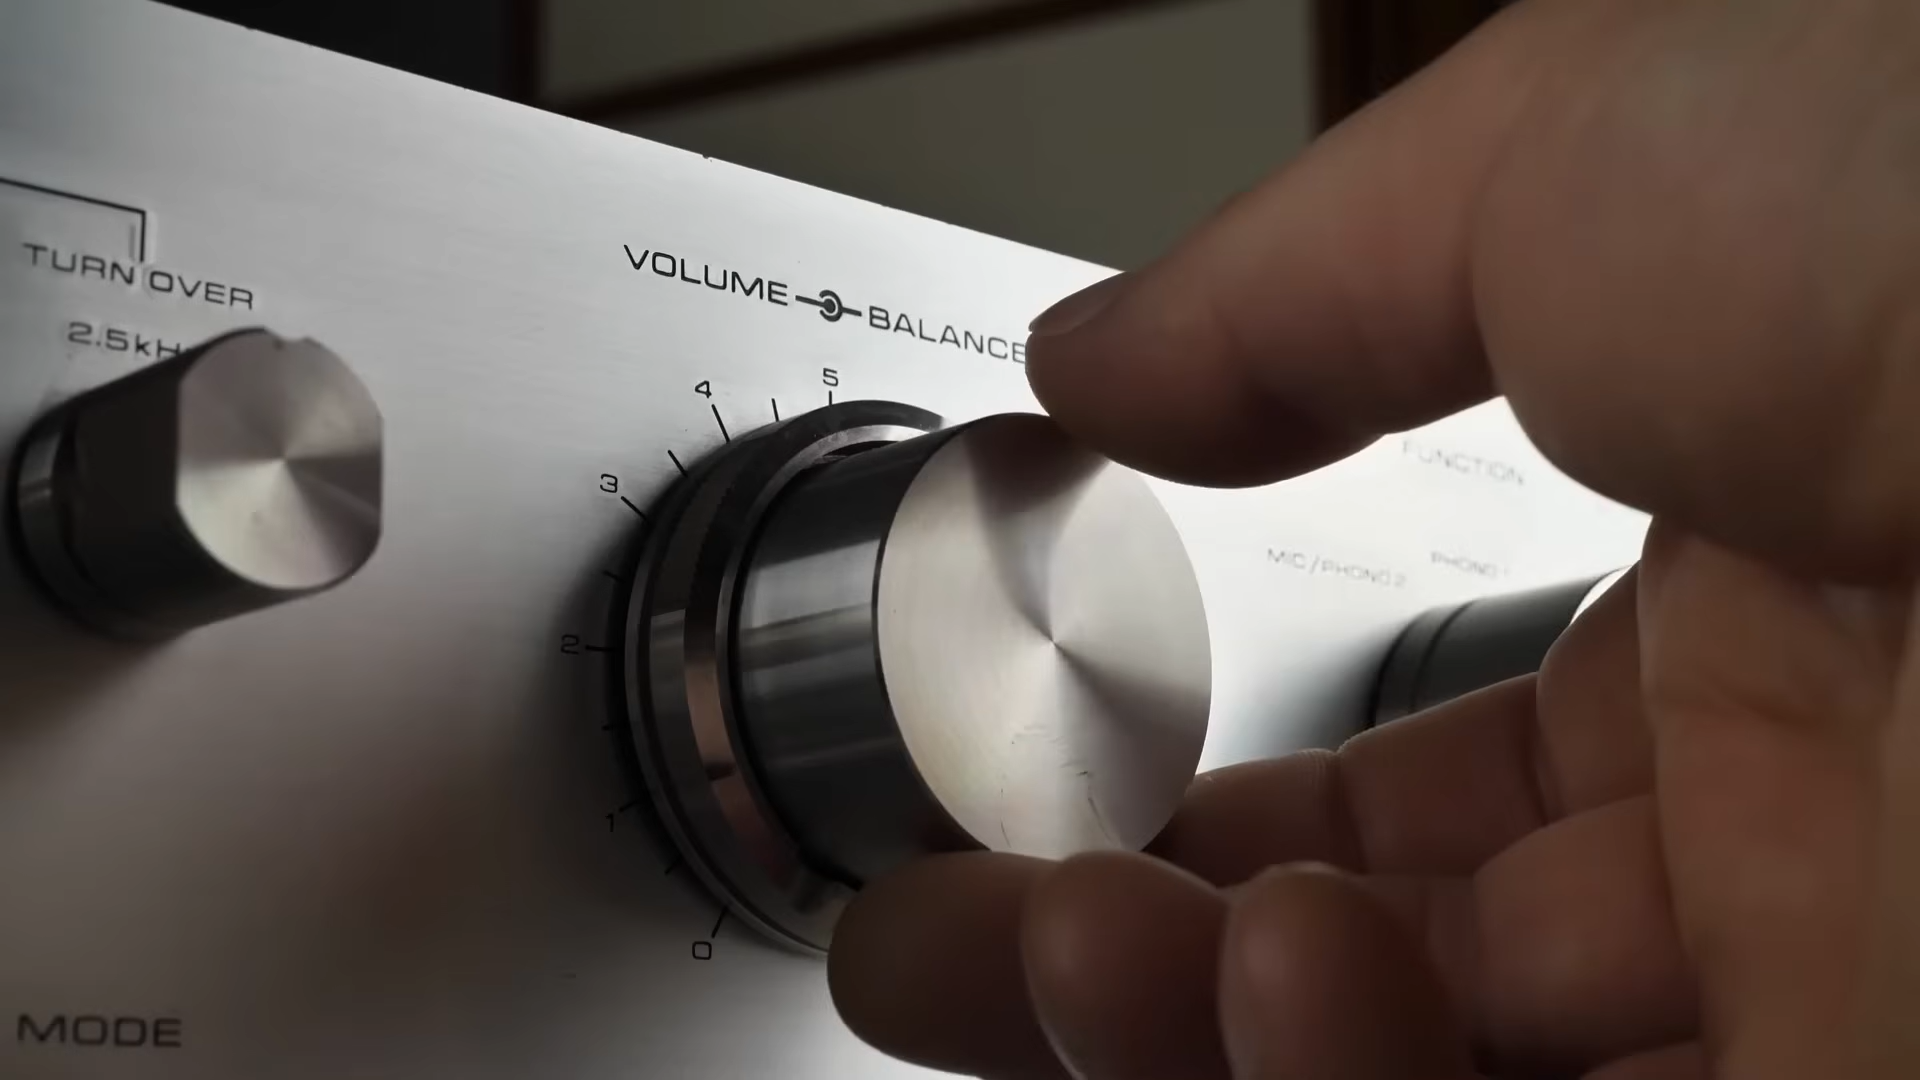 TURN OVER
2.5kH
VOLUME BALANCE
5
4
3
2
1
0
FUNCTION
MIC/PHONO 2
PHONO 1
MODE